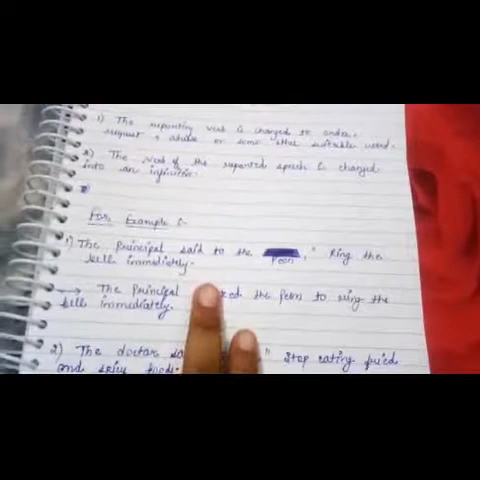 1) The reporting verb is changed to order,
request, advise or some other suitable word.
2) The verb of the reported speech is changed
into an infinitive.
For Example :-
1) The Principal said to the Peon, " Ring the
bell immediately.
→ The Principal the Peon to ring the
bell immediately.
2) The doctor " Stop eating fried
and spicy foods.